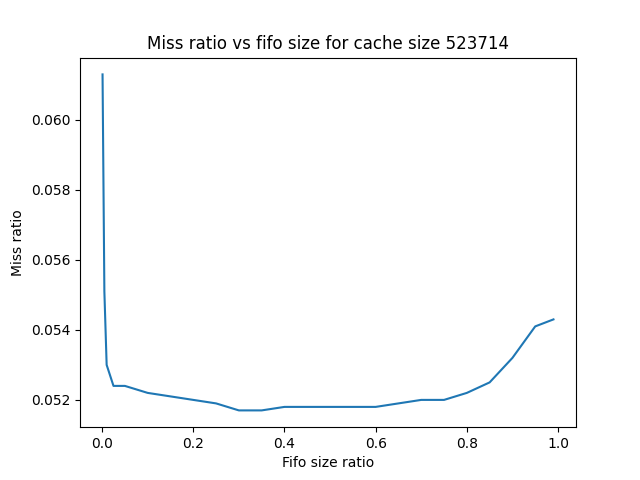 Miss ratio vs fifo size for cache size 523714
0.060
0.058
0.056
0.054
0.052
Miss ratio
0.0 0.2 0.4 0.6 0.8 1.0
Fifo size ratio